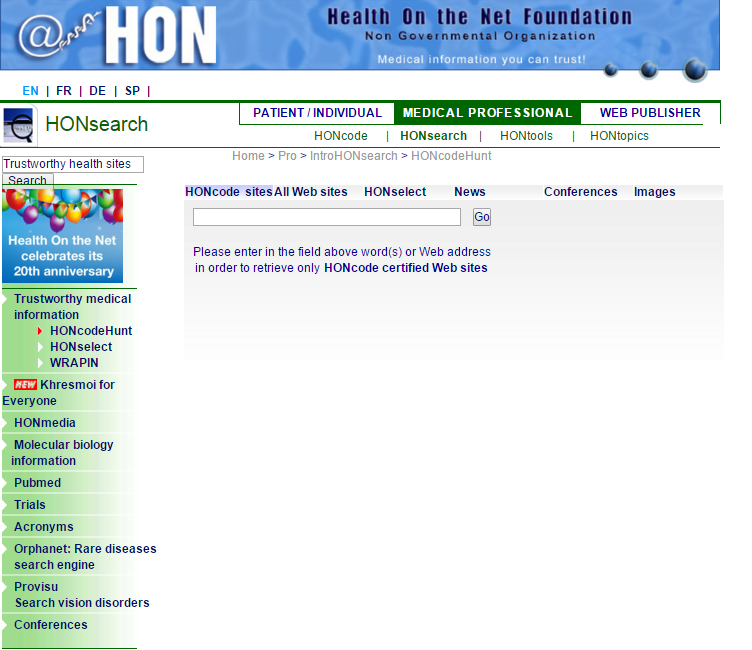 @ HON
Health On the Net Foundation
Non Governmental Organization
Medical information you can trust!
EN | FR | DE | SP |
HONsearch
PATIENT / INDIVIDUAL MEDICAL PROFESSIONAL WEB PUBLISHER
HONcode | HONsearch | HONtools | HONtopics
Home > Pro > IntroHONsearch > HONcodeHunt
Trustworthy health sites
Search
Health On the Net
celebrates its
20th anniversary
Trustworthy medical
information
HONcodeHunt
HONselect
WRAPIN
NEW Khresmoi for
Everyone
HONmedia
Molecular biology
information
Pubmed
Trials
Acronyms
Orphanet: Rare diseases
search engine
Provisu
Search vision disorders
Conferences
HONcode sites All Web sites HONselect News Conferences Images
Go
Please enter in the field above word(s) or Web address
in order to retrieve only HONcode certified Web sites